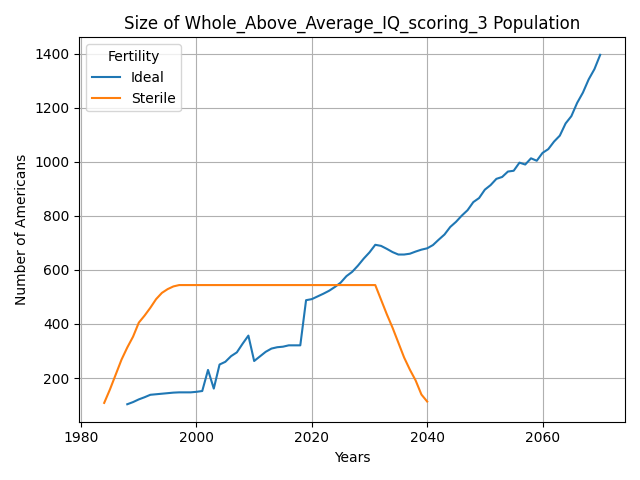 Size of Whole_Above_Average_IQ_scoring_3 Population
Fertility
Ideal
Sterile
Number of Americans
1400
1200
1000
800
600
400
200
1980
2000
2020
2040
2060
Years